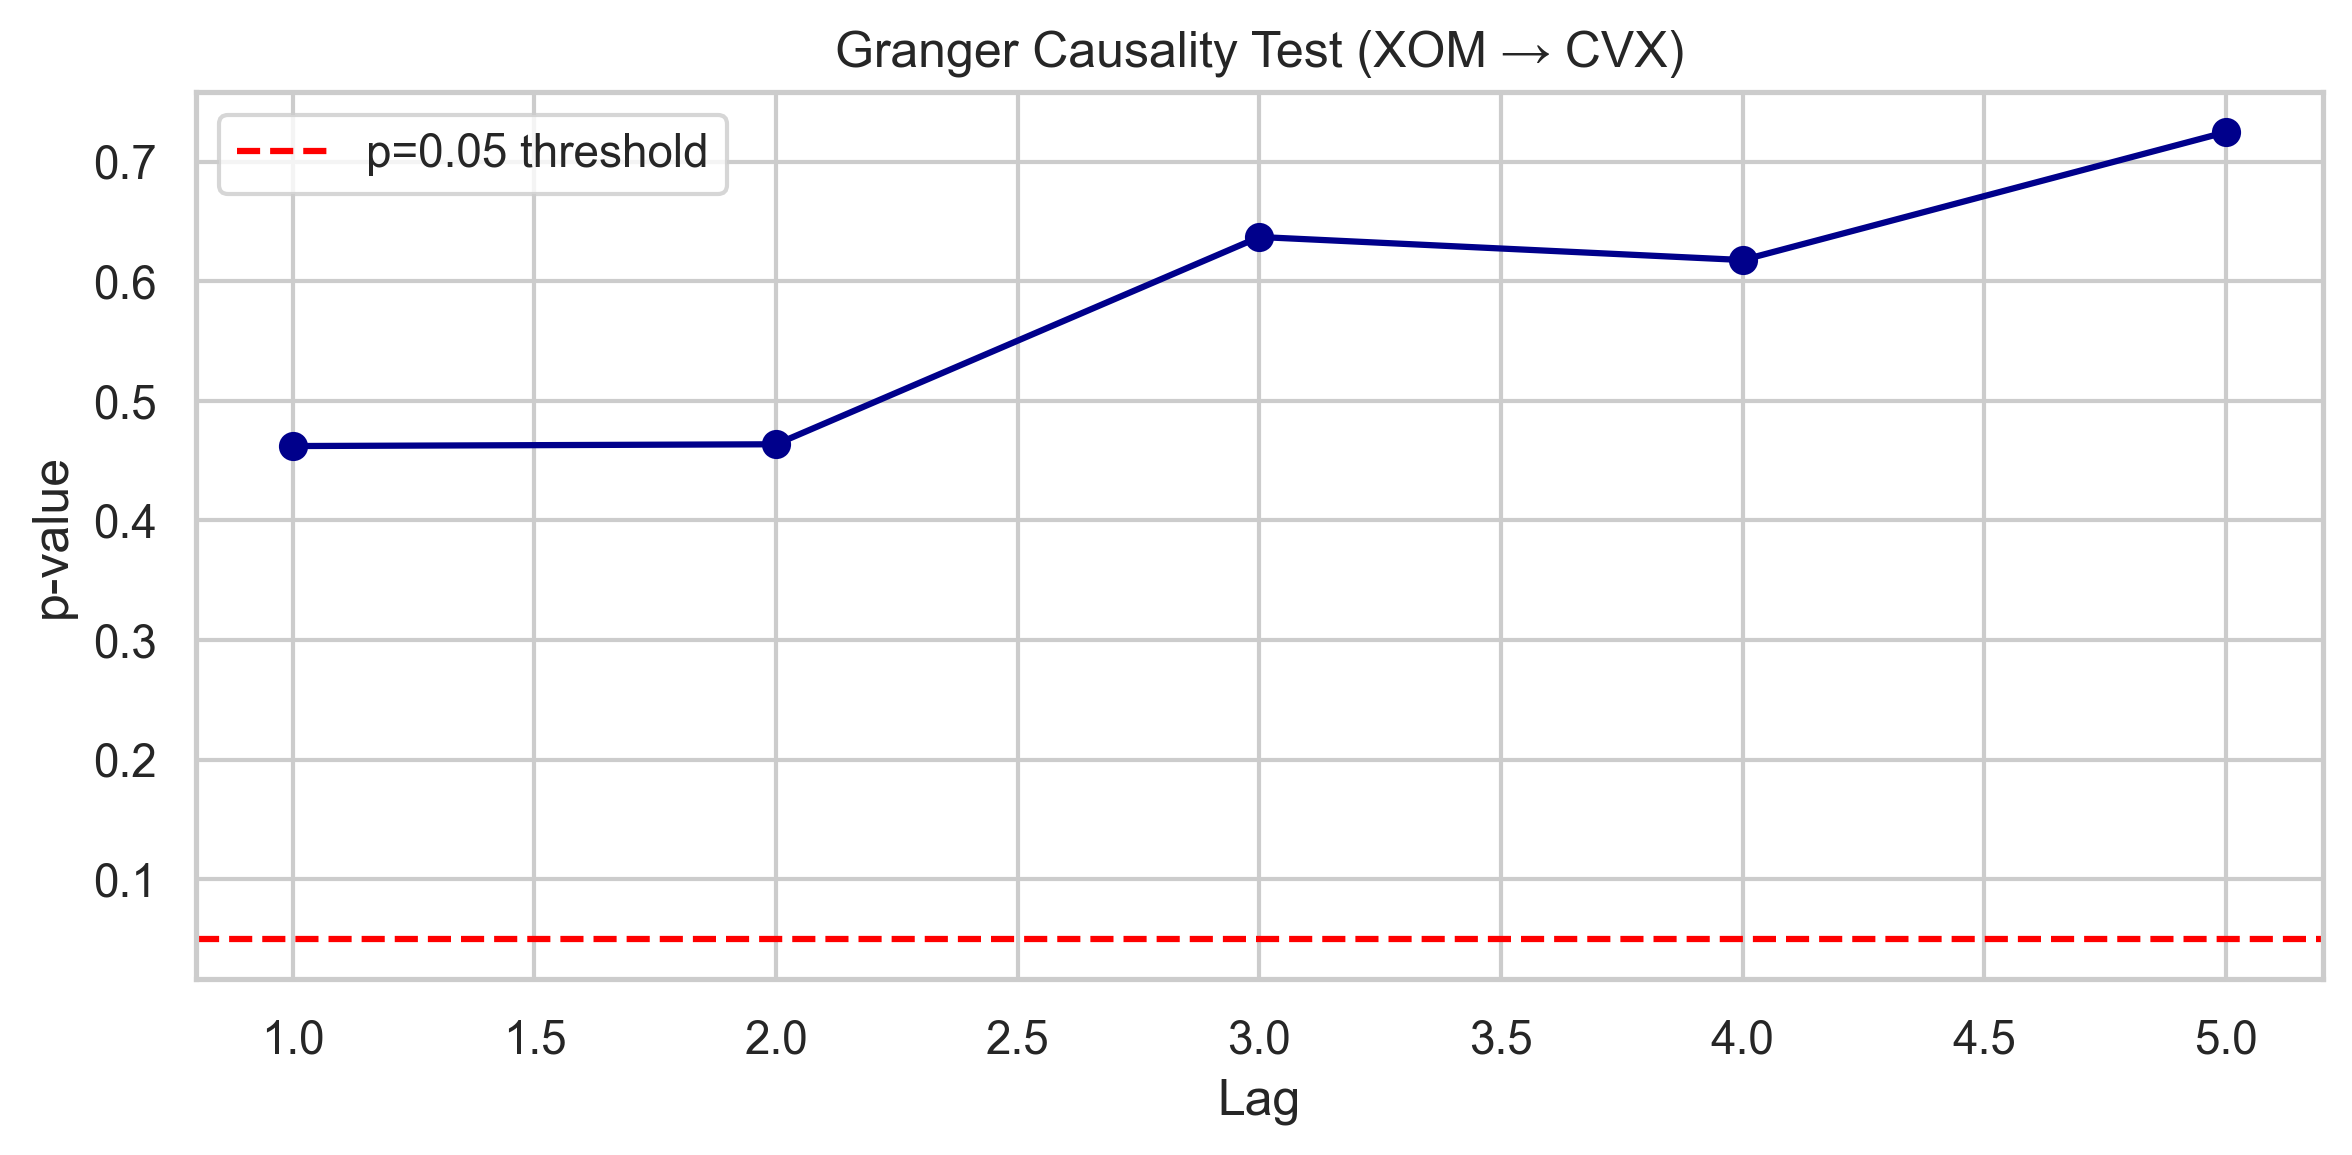 Granger Causality Test (XOM → CVX)
p=0.05 threshold
p-value
0.7
0.6
0.5
0.4
0.3
0.2
0.1
1.0 1.5 2.0 2.5 3.0 3.5 4.0 4.5 5.0
Lag